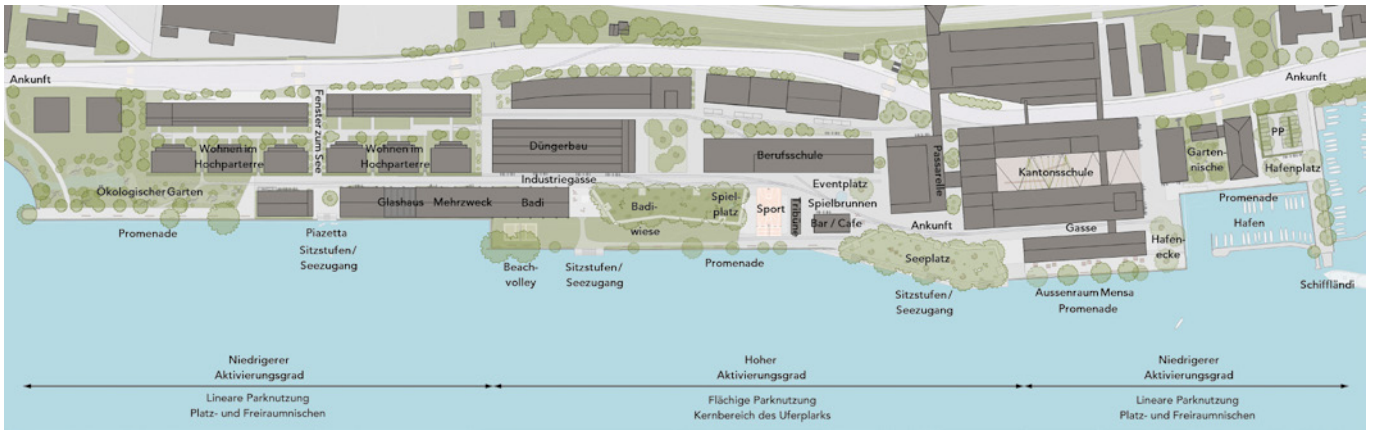 Ankunft
Fenster zum See
Wohnen im
Hochparterre
Wohnen im
Hochparterre
Ökologischer Garten
Promenade
Piazetta
Sitzstufen/
Seezugang
Glashaus
Mehrzweck
Badi
Düngerbau
Industriegasse
Beach-
volley
Sitzstufen/
Seezugang
Badi-
wiese
Spiel-
platz
Promenade
Sport
Tribüne
Berufsschule
Eventplatz
Spielbrunnen
Bar / Cafe
Passarelle
Ankunft
Seeplatz
Sitzstufen/
Seezugang
Kantonsschule
Gasse
Aussenraum Mensa
Promenade
Hafen-
ecke
Garten-
nische
Ankunft
PP
Hafenplatz
Promenade
Hafen
Schiffländi
Niedrigerer
Aktivierungsgrad
Lineare Parknutzung
Platz- und Freiraumnischen
Hoher
Aktivierungsgrad
Flächige Parknutzung
Kernbereich des Uferparks
Niedrigerer
Aktivierungsgrad
Lineare Parknutzung
Platz- und Freiraumnischen